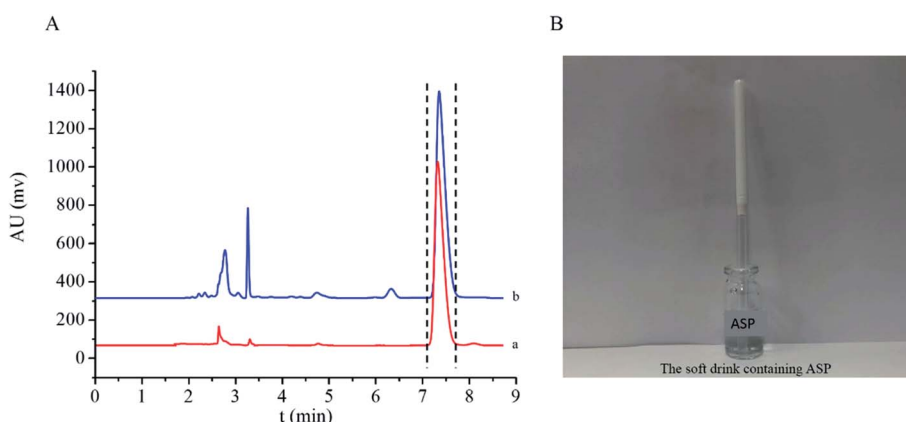 A
B
AU (mv)
1400
1200
1000
800
600
400
200
0
b
a
0 1 2 3 4 5 6 7 8 9
t (min)
ASP
The soft drink containing ASP